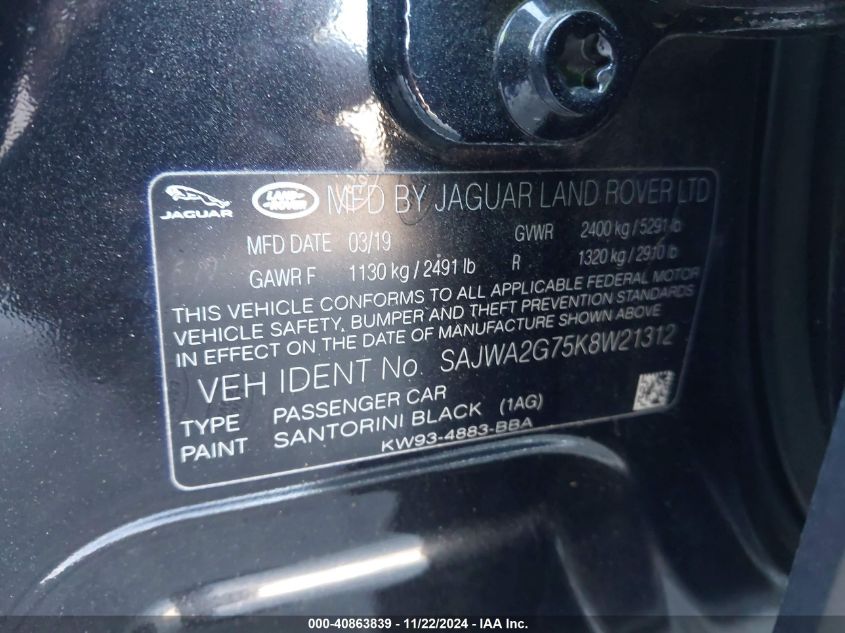 JAGUAR LAND ROVER MFD BY JAGUAR LAND ROVER LTD
MFD DATE 03/19 GVWR 2400 kg / 5291 lb
GAWR F 1130 kg / 2491 lb R 1320 kg / 2910 lb
THIS VEHICLE CONFORMS TO ALL APPLICABLE FEDERAL MOTOR
VEHICLE SAFETY, BUMPER AND THEFT PREVENTION STANDARDS
IN EFFECT ON THE DATE OF MANUFACTURE SHOWN ABOVE
VEH IDENT No. SAJWA2G75K8W21312
TYPE PASSENGER CAR
PAINT SANTORINI BLACK (1AG)
KW93-4883-BBA
000-40863839 - 11/22/2024 - IAA Inc.